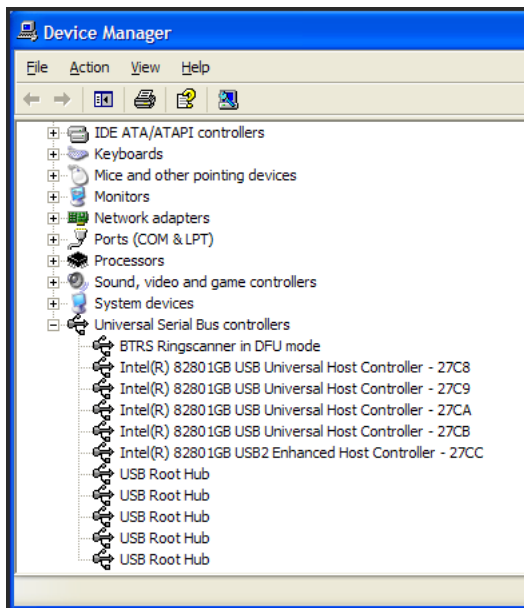 Device Manager
File Action View Help
IDE ATA/ATAPI controllers
Keyboards
Mice and other pointing devices
Monitors
Network adapters
Ports (COM & LPT)
Processors
Sound, video and game controllers
System devices
Universal Serial Bus controllers
BTRS Ringscanner in DFU mode
Intel(R) 82801GB USB Universal Host Controller - 27C8
Intel(R) 82801GB USB Universal Host Controller - 27C9
Intel(R) 82801GB USB Universal Host Controller - 27CA
Intel(R) 82801GB USB Universal Host Controller - 27CB
Intel(R) 82801GB USB2 Enhanced Host Controller - 27CC
USB Root Hub
USB Root Hub
USB Root Hub
USB Root Hub
USB Root Hub